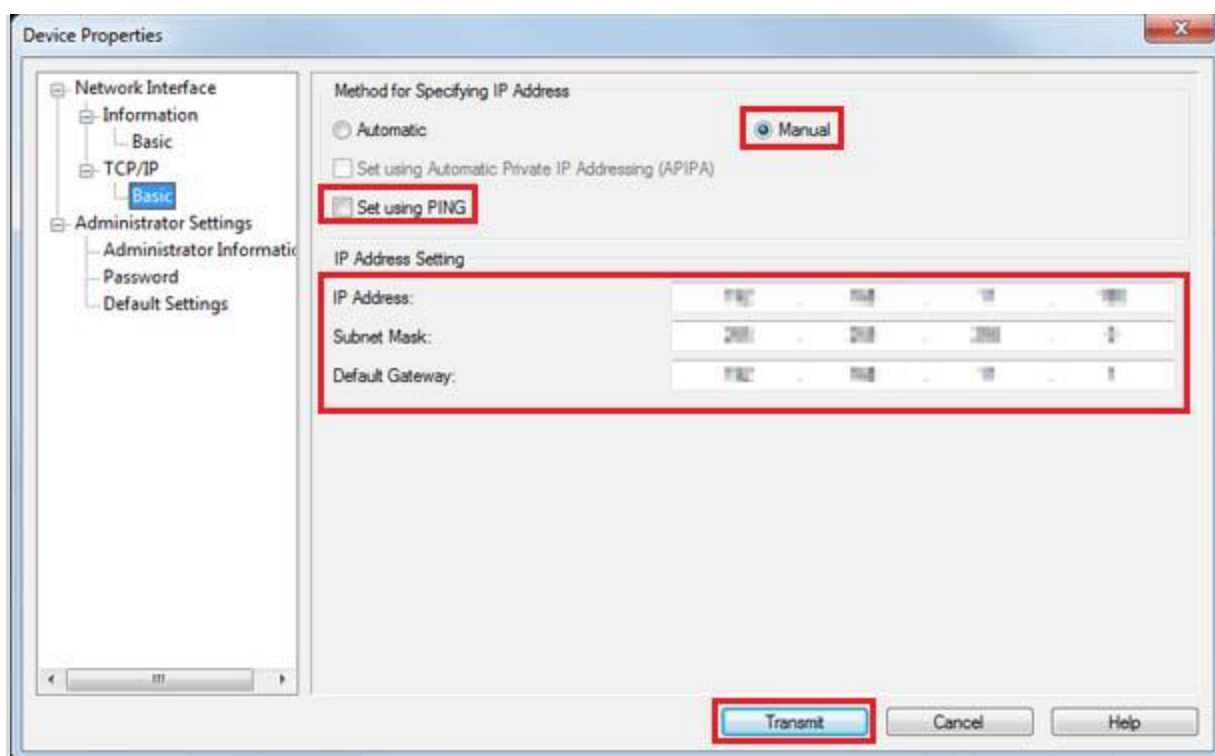 Device Properties
Network Interface
Information
Basic
TCP/IP
Basic
Administrator Settings
Administrator Informatic
Password
Default Settings
Method for Specifying IP Address
Automatic
Manual
Set using Automatic Private IP Addressing (APIPA)
Set using PING
IP Address Setting
IP Address:
Subnet Mask:
Default Gateway:
Transmit
Cancel
Help